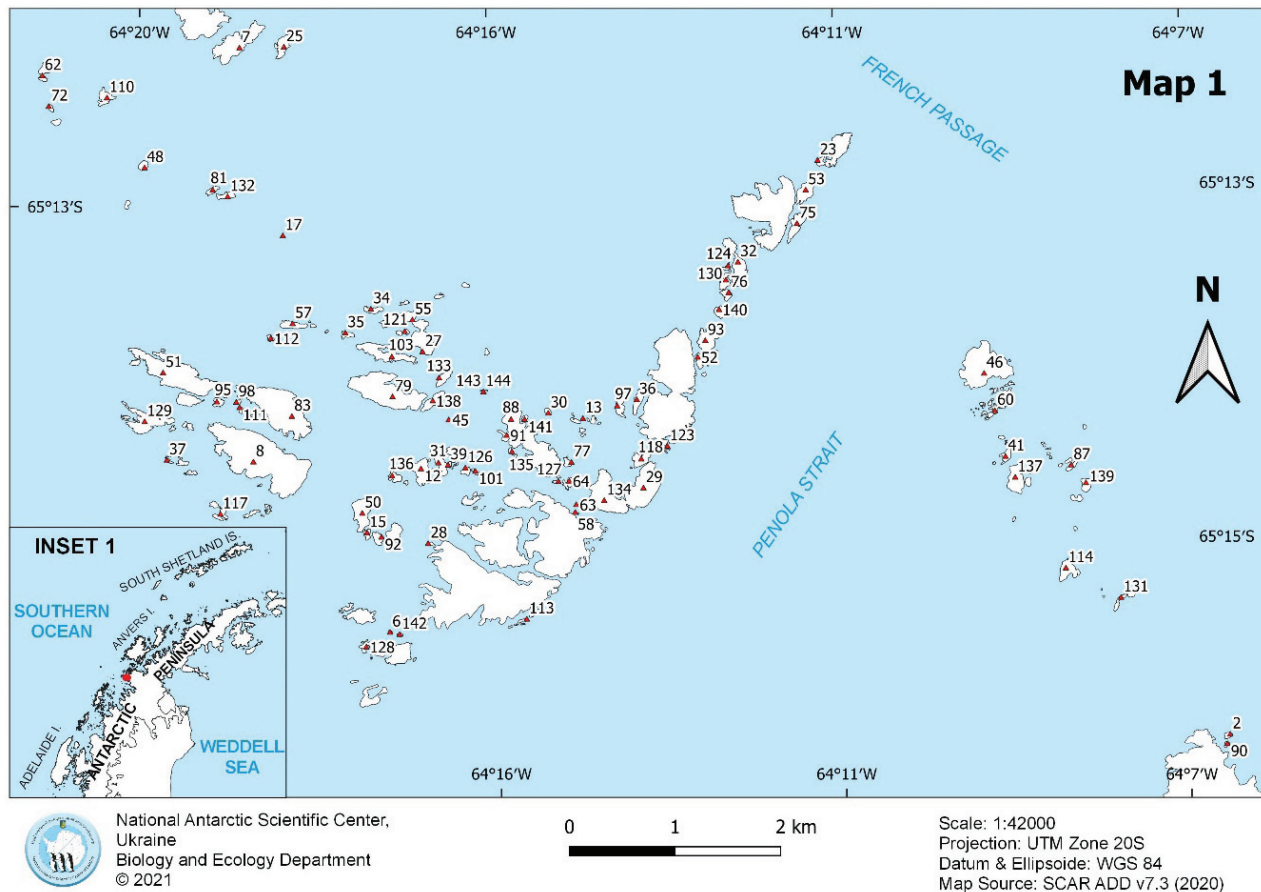 64°20'W
64°16'W
64°11'W
64°7'W
7
25
62
72
110
Map 1
FRENCH PASSAGE
48
81
132
23
53
65°13'S
65°13'S
75
17
124
32
130
76
140
34
55
57
35
121
112
27
103
93
52
51
133
143
144
46
79
95
98
97
36
60
138
30
13
111
83
88
129
45
141
91
123
41
87
37
8
31
39
126
135
77
118
137
139
136
12
101
127
64
29
134
50
63
117
58
15
92
28
65°15'S
114
131
113
6
142
128
2
90
N
PENOLA STRAIT
INSET 1
SOUTH SHETLAND IS.
SOUTHERN
OCEAN
ANVERS I.
PENINSULA
ADELAIDE I.
ANTARCTIC
WEDDELL
SEA
64°16'W
64°11'W
64°7'W
National Antarctic Scientific Center,
Ukraine
Biology and Ecology Department
© 2021
0 1 2 km
Scale: 1:42000
Projection: UTM Zone 20S
Datum & Ellipsoide: WGS 84
Map Source: SCAR ADD v7.3 (2020)